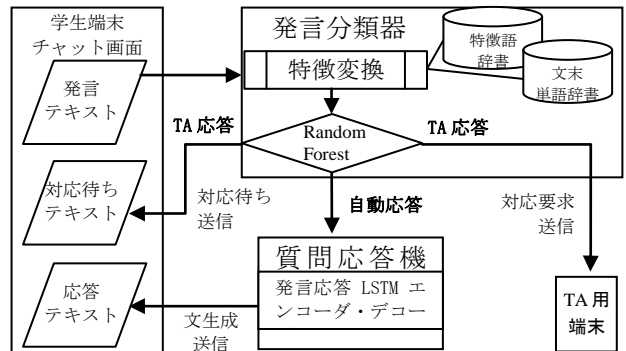 学生端末
チャット画面
発言
テキスト
対応待ち
テキスト
応答
テキスト
発言分類器
特徴変換
特徴語
辞書
文末
単語辞書
Random
Forest
TA 応答
TA 応答
対応待ち
送信
自動応答
対応要求
送信
質問応答機
発言応答 LSTM エ
ンコーダ・デコー
文生成
送信
TA 用
端末